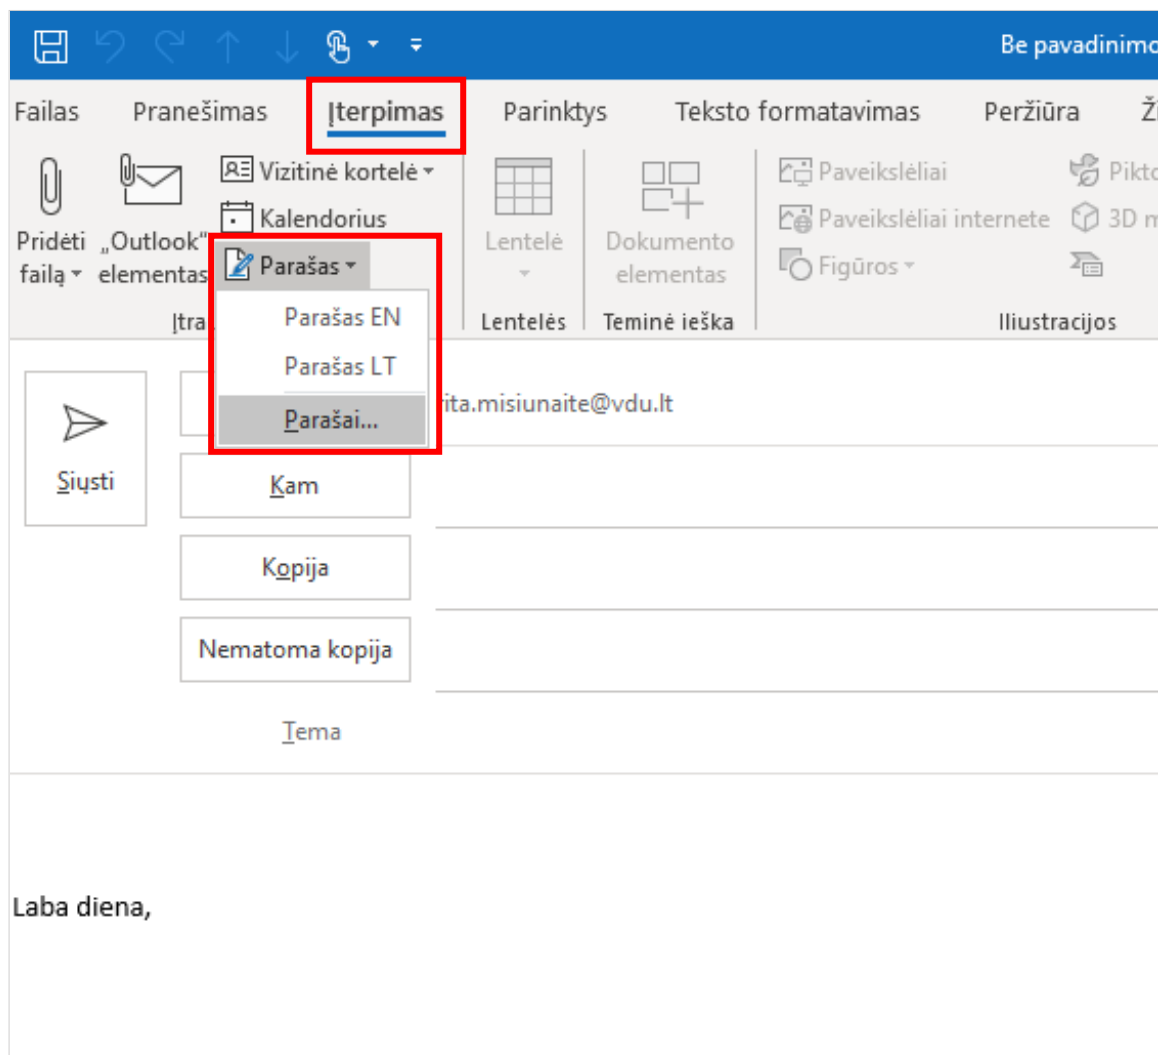 Be pavadinimo
Failas Pranešimas Įterpimas Parinktys Teksto formatavimas Peržiūra
Pridėti failą
„Outlook“ elementas
Vizitinė kortelė
Kalendorius
Parašas
Parašas EN
Parašas LT
Parašai...
Lentelė
Lentelės
Dokumento elementas
Teminė ieška
Paveikslėliai
Paveikslėliai internete
Figūros
3D
Iliustracijos
Siųsti
rita.misiunaite@vdu.lt
Kam
Kopija
Nematoma kopija
Tema
Laba diena,